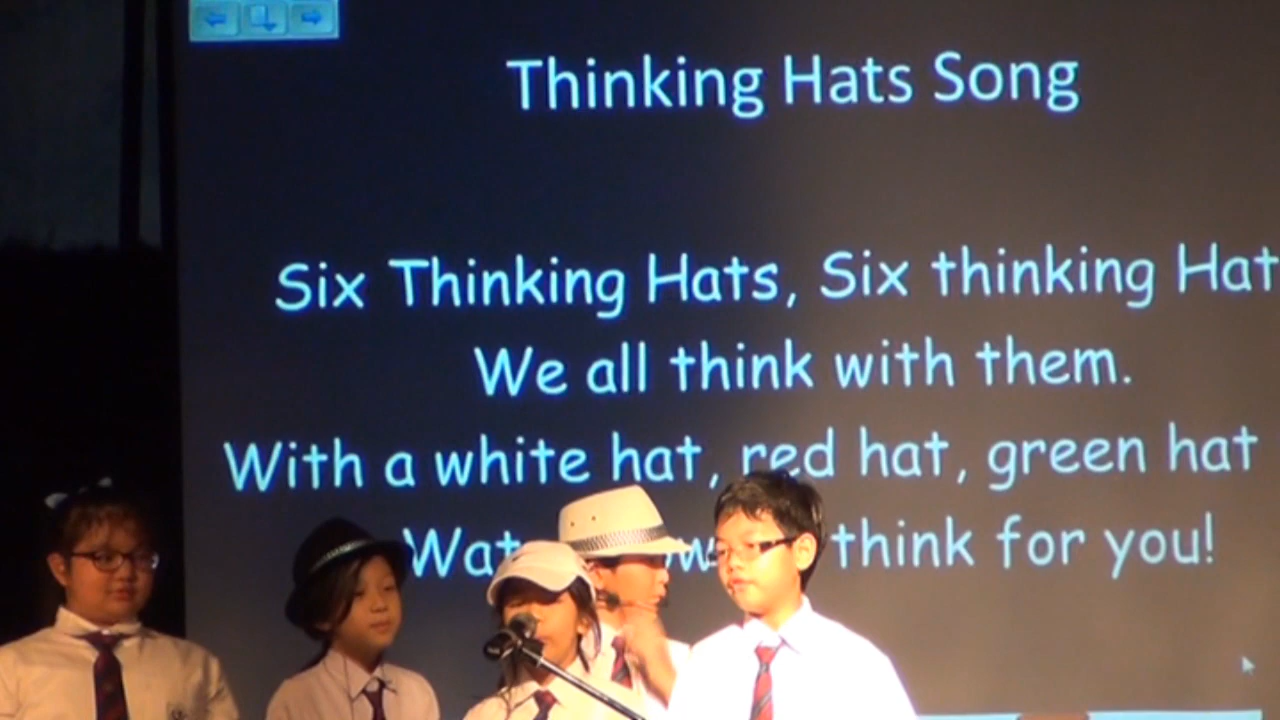 Thinking Hats Song
Six Thinking Hats, Six thinking Hat
We all think with them.
With a white hat, red hat, green hat
think for you!